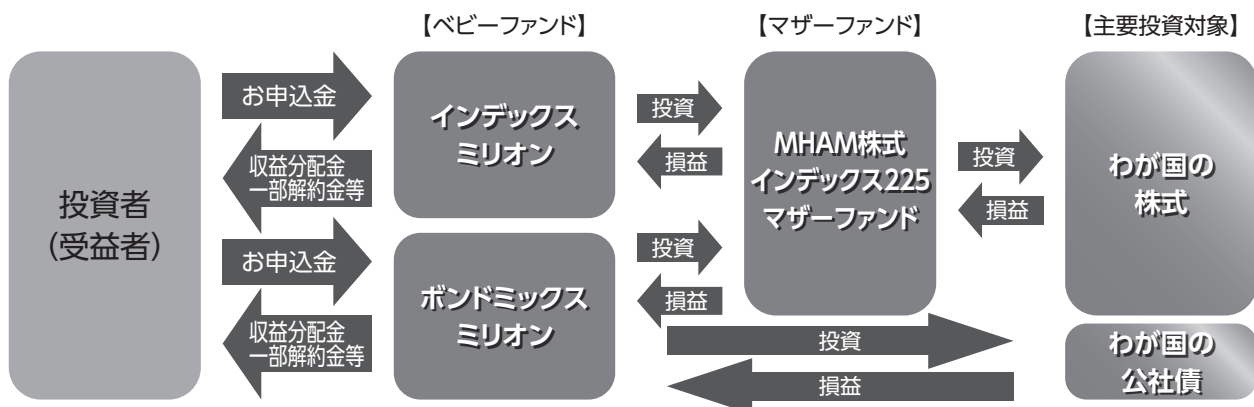 【ベビーファンド】
【マザーファンド】
【主要投資対象】
投資者
(受益者)
お申込金
収益分配金
一部解約金等
お申込金
収益分配金
一部解約金等
インデックス
ミリオン
ボンドミックス
ミリオン
投資
損益
投資
損益
MHAM株式
インデックス225
マザーファンド
投資
損益
わが国の
株式
投資
損益
わが国の
公社債